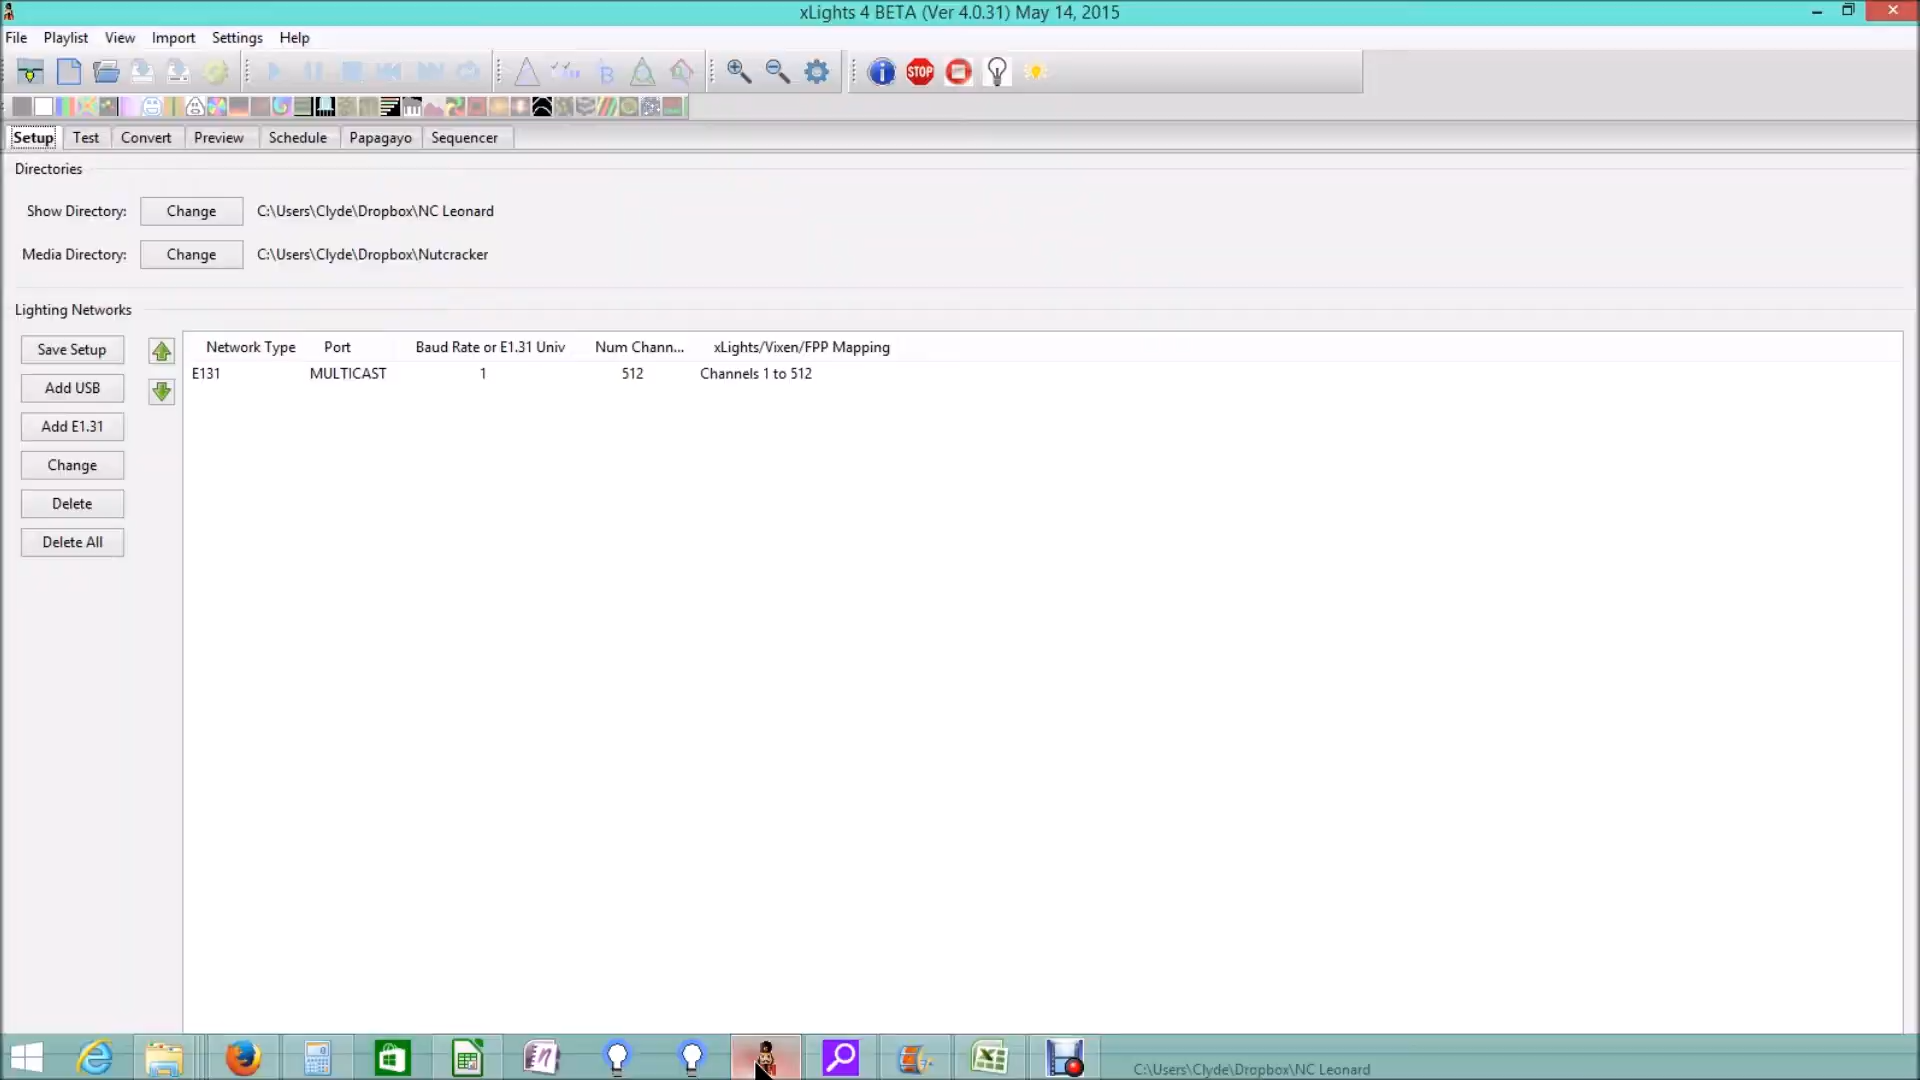 xLights 4 BETA (Ver 4.0.31) May 14, 2015
File Playlist View Import Settings Help
STOP
Setup Test Convert Preview Schedule Papagayo Sequencer
Directories
Show Directory: Change C:\Users\Clyde\Dropbox\NC Leonard
Media Directory: Change C:\Users\Clyde\Dropbox\Nutcracker
Lighting Networks
Save Setup
Add USB
Add E1.31
Change
Delete
Delete All
Network Type Port Baud Rate or E1.31 Univ Num Chann... xLights/Vixen/FPP Mapping
E131 MULTICAST 1 512 Channels 1 to 512
C:\Users\Clyde\Dropbox\NC Leonard